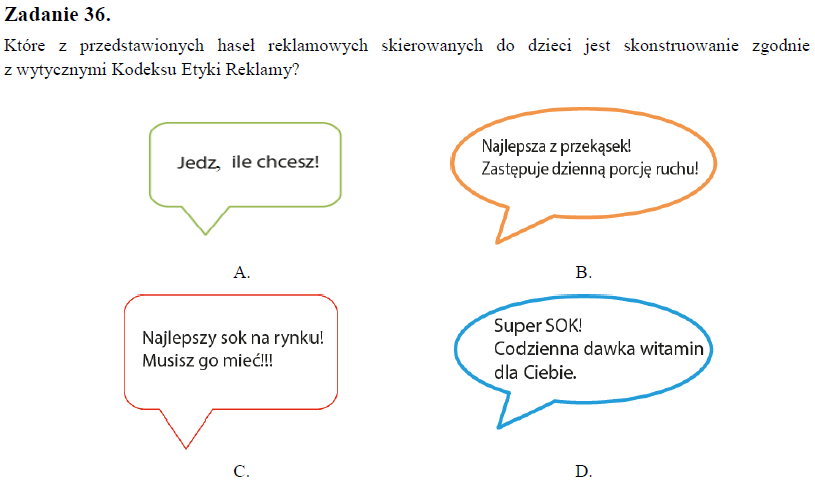 Zadanie 36.
Które z przedstawionych haseł reklamowych skierowanych do dzieci jest skonstruowanie zgodnie
z wytycznymi Kodeksu Etyki Reklamy?
Jedz, ile chcesz!
A.
Najlepsza z przekąsek!
Zastępuje dzienną porcję ruchu!
B.
Najlepszy sok na rynku!
Musisz go mieć!!!
C.
Super SOK!
Codzienna dawka witamin
dla Ciebie.
D.